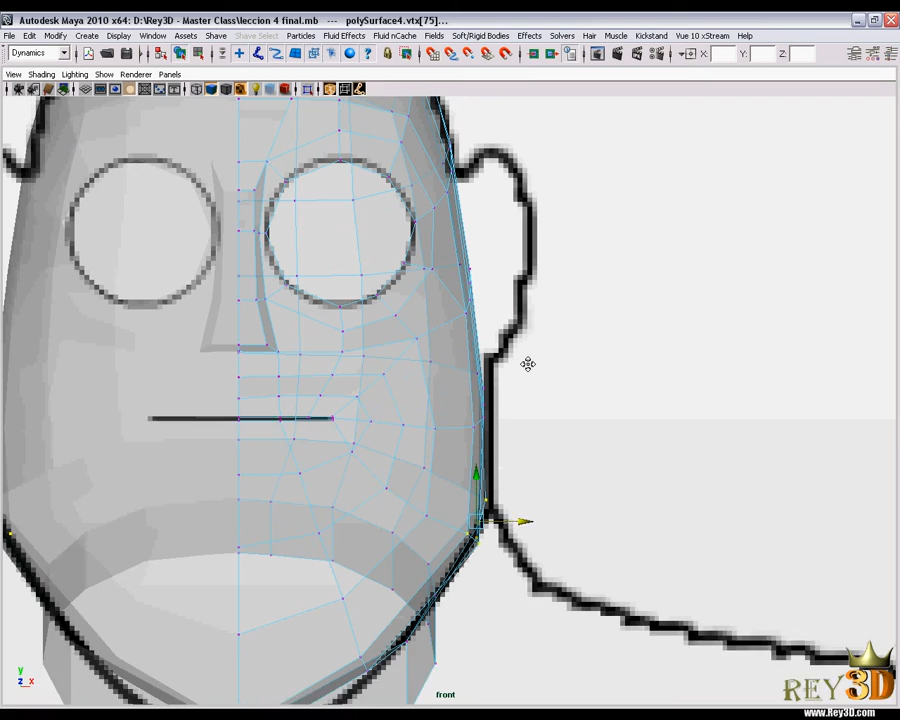 Autodesk Maya 2010 x64: D:\Rey3D - Master Class\leccion 4 final.mb --- polySurface4.vtx[75]...
File Edit Modify Create Display Window Assets Share Share Select Particles Fluid Effects Fluid nCache Fields Soft/Rigid Bodies Effects Solvers Hair Muscle Kickstand Vue 10 xStream Help
Dynamics X: Y: Z:
View Shading Lighting Show Renderer Panels
y
z x
front
REY3D
www.Rey3D.com